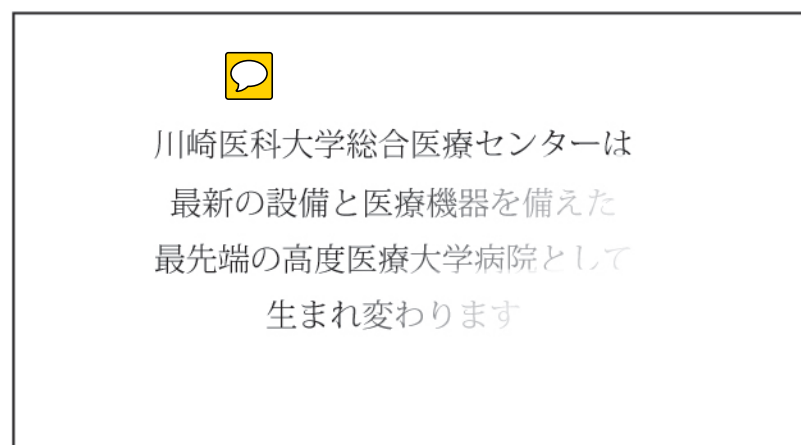 川崎医科大学総合医療センターは
最新の設備と医療機器を備えた
最先端の高度医療大学病院として
生まれ変わります